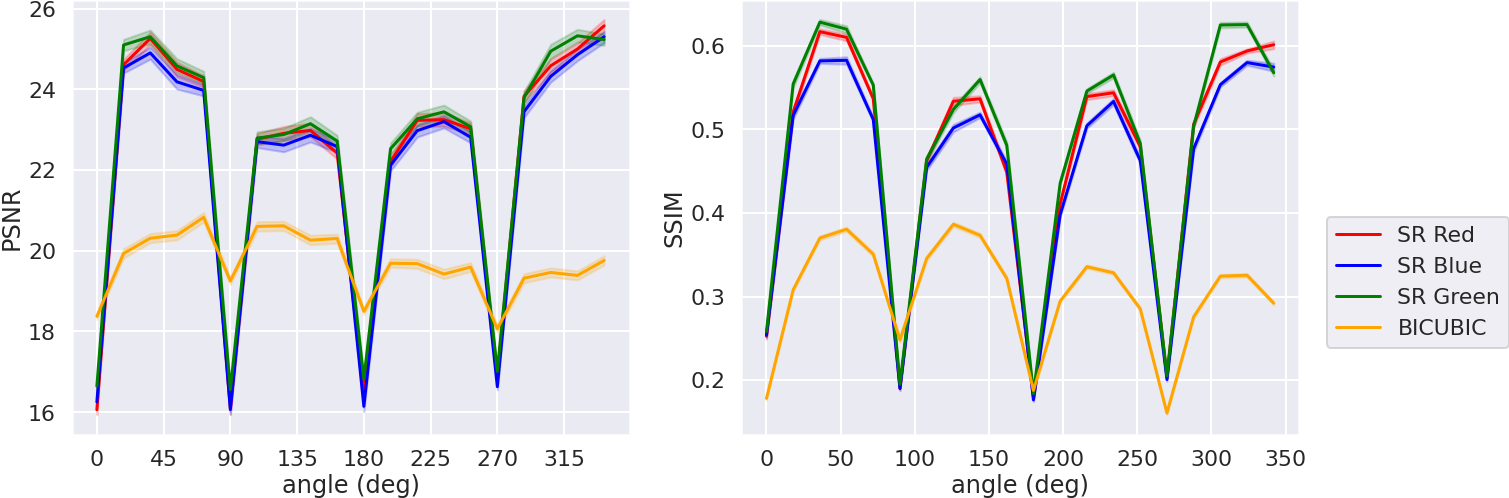 PSNR
26
24
22
20
18
16
0 45 90 135 180 225 270 315
angle (deg)
SSIM
0.6
0.5
0.4
0.3
0.2
0 50 100 150 200 250 300 350
angle (deg)
SR Red
SR Blue
SR Green
BICUBIC